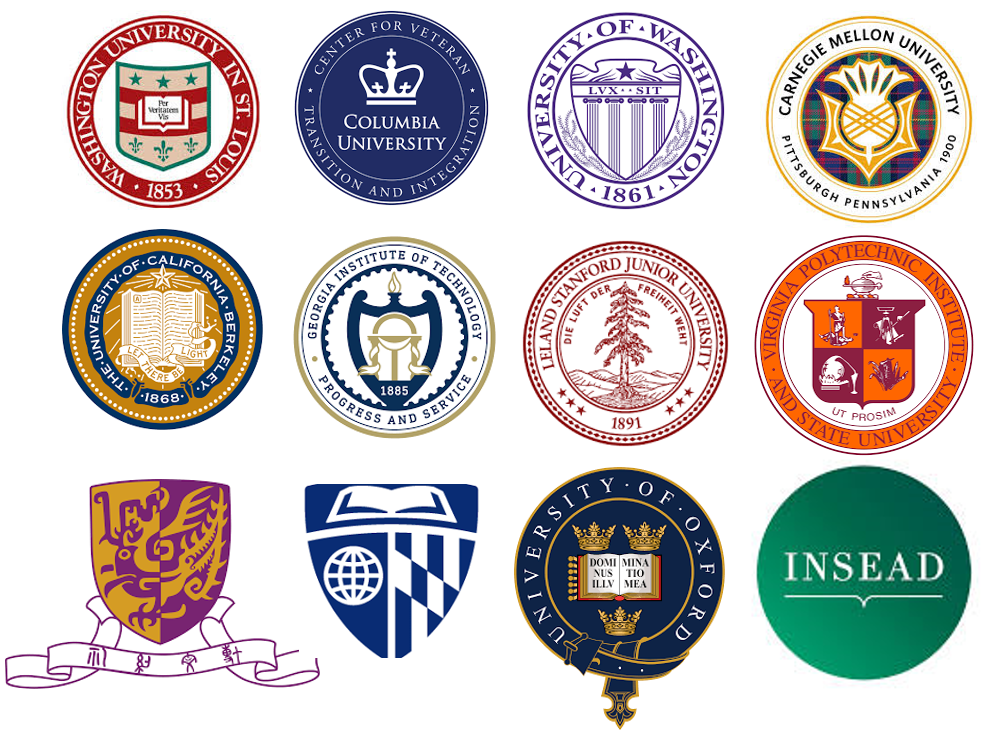 WASHINGTON UNIVERSITY IN ST. LOUIS
Per
Veritatem
Vis
· 1853 ·
CENTER FOR VETERAN
COLUMBIA
UNIVERSITY
· TRANSITION AND INTEGRATION ·
UNIVERSITY · OF · WASHINGTON
LVX · · SIT
· 1861 ·
CARNEGIE MELLON UNIVERSITY
PITTSBURGH PENNSYLVANIA 1900
· THE · UNIVERSITY · OF · CALIFORNIA · BERKELEY ·
LET THERE BE LIGHT
· 1868 ·
GEORGIA INSTITUTE OF TECHNOLOGY
1885
· PROGRESS AND SERVICE ·
LELAND STANFORD JUNIOR UNIVERSITY
DIE LUFT DER FREIHEIT WEHT
1891
VIRGINIA POLYTECHNIC INSTITUTE
UT PROSIM
· AND STATE UNIVERSITY ·
UNIVERSITY · OF · OXFORD
DOMI MINA
NUS TIO
ILLV MEA
INSEAD